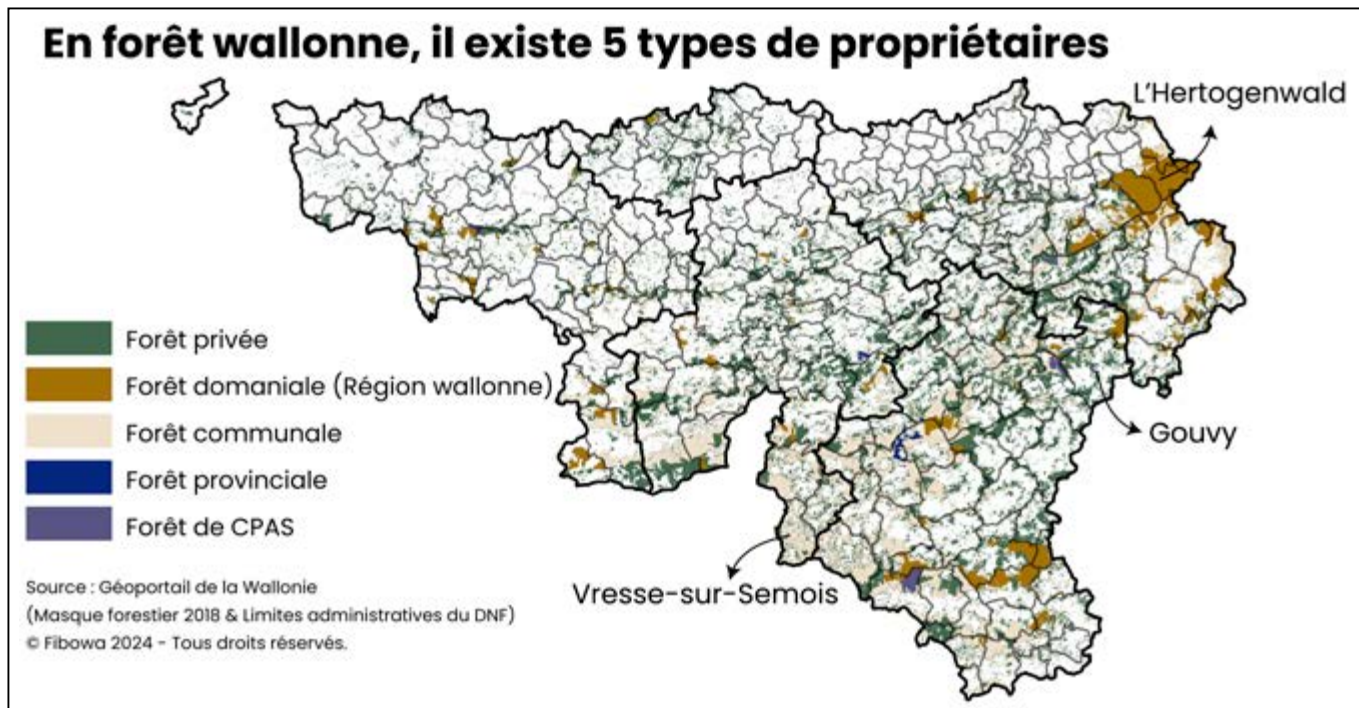 En forêt wallonne, il existe 5 types de propriétaires
L'Hertogenwald
Forêt privée
Forêt domaniale (Région wallonne)
Forêt communale
Forêt provinciale
Forêt de CPAS
Gouvy
Vresse-sur-Semois
Source : Géoportail de la Wallonie
(Masque forestier 2018 & Limites administratives du DNF)
© Fibowa 2024 - Tous droits réservés.